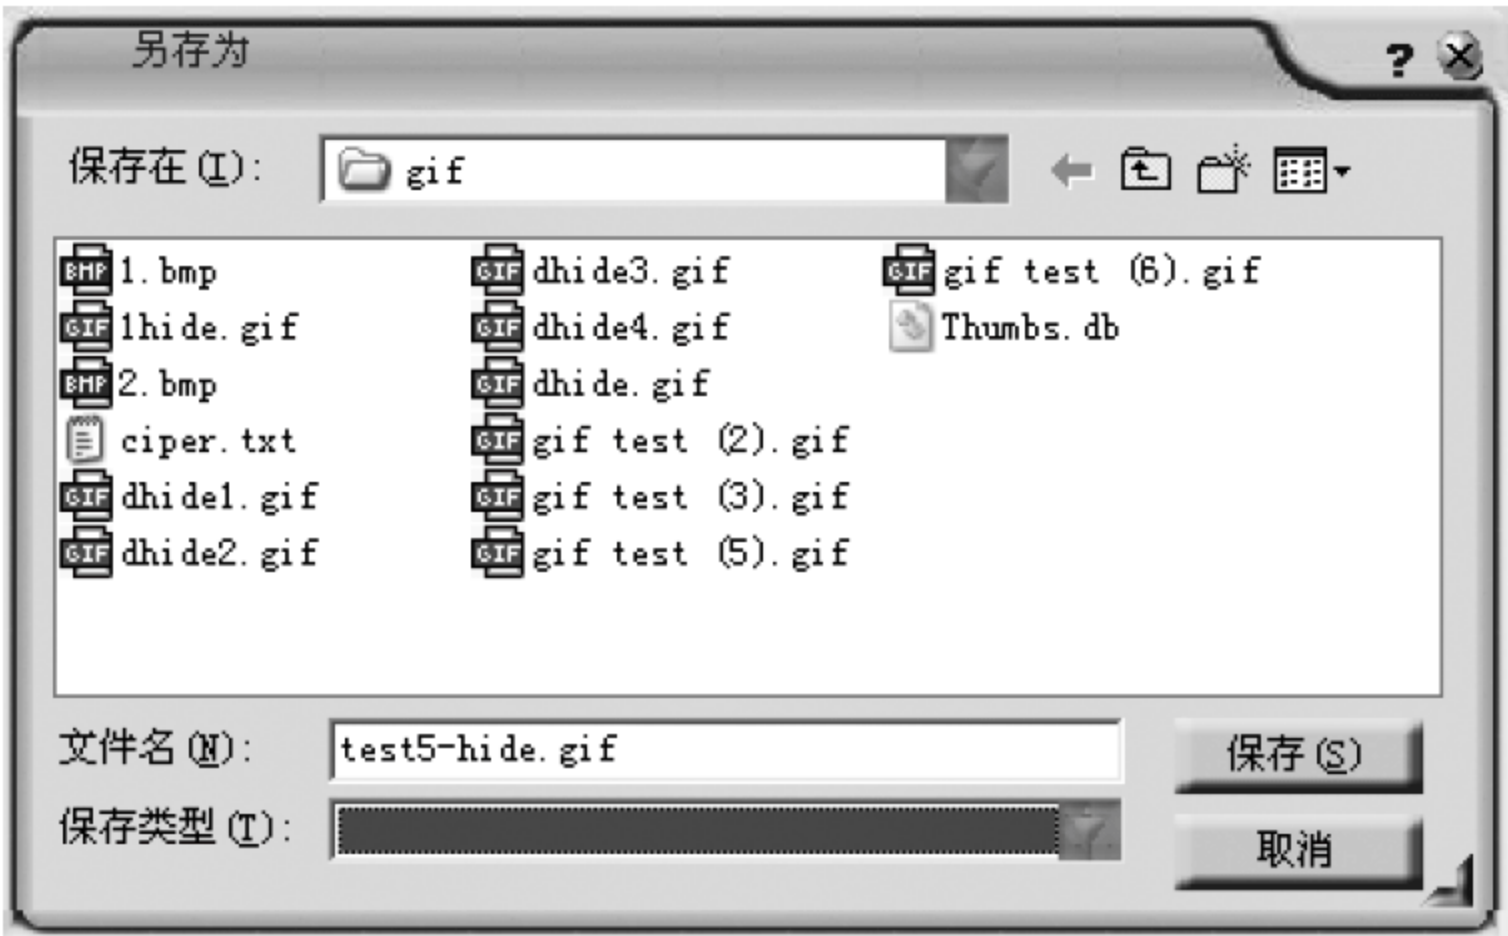 另存为
?
保存在(I):
gif
1.bmp
1hide.gif
2.bmp
ciper.txt
dhide1.gif
dhide2.gif
dhide3.gif
dhide4.gif
dhide.gif
gif test (2).gif
gif test (3).gif
gif test (5).gif
gif test (6).gif
Thumbs.db
文件名(N):
test5-hide.gif
保存(S)
保存类型(T):
取消